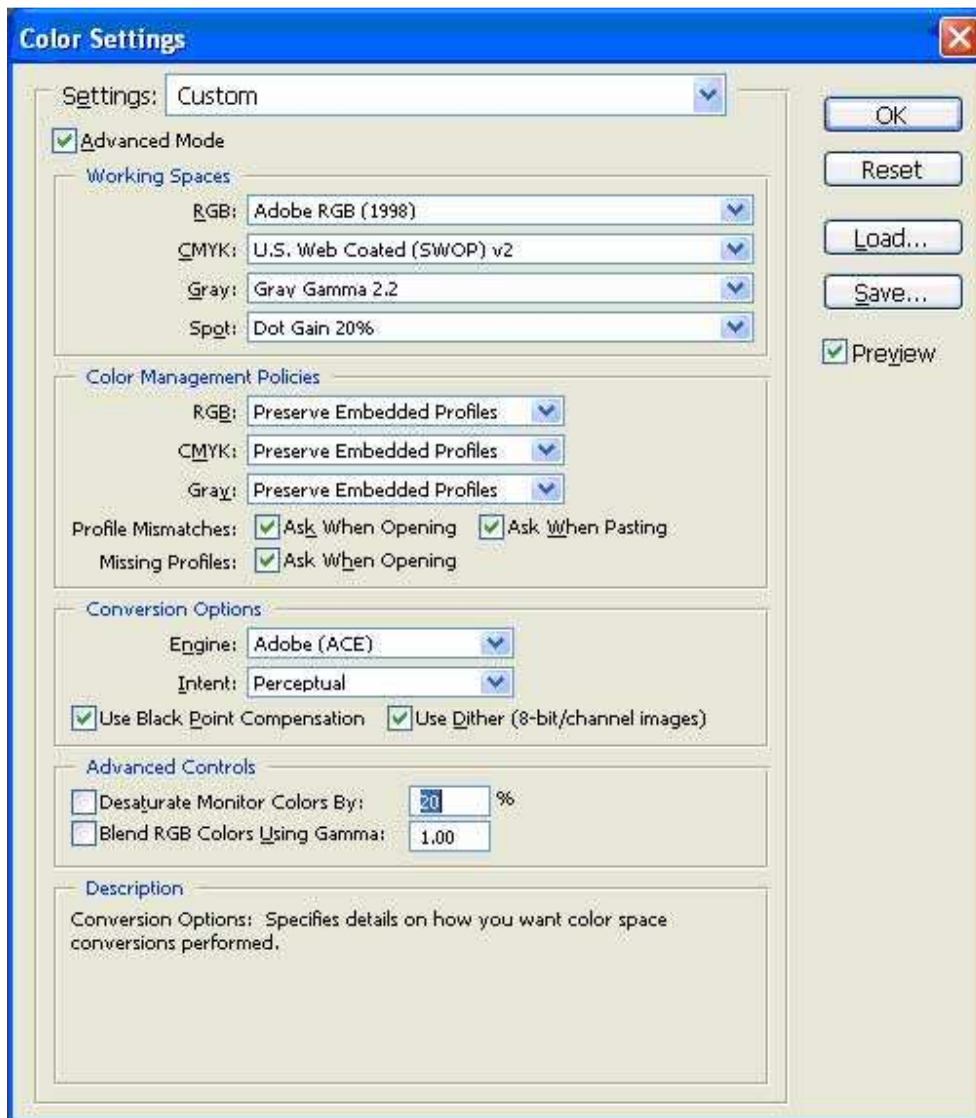 Color Settings
Settings: Custom
Advanced Mode
Working Spaces
RGB: Adobe RGB (1998)
CMYK: U.S. Web Coated (SWOP) v2
Gray: Gray Gamma 2.2
Spot: Dot Gain 20%
Color Management Policies
RGB: Preserve Embedded Profiles
CMYK: Preserve Embedded Profiles
Gray: Preserve Embedded Profiles
Profile Mismatches: Ask When Opening Ask When Pasting
Missing Profiles: Ask When Opening
Conversion Options
Engine: Adobe (ACE)
Intent: Perceptual
Use Black Point Compensation Use Dither (8-bit/channel images)
Advanced Controls
Desaturate Monitor Colors By: 20 %
Blend RGB Colors Using Gamma: 1.00
Description
Conversion Options: Specifies details on how you want color space
conversions performed.
OK
Reset
Load...
Save...
Preview